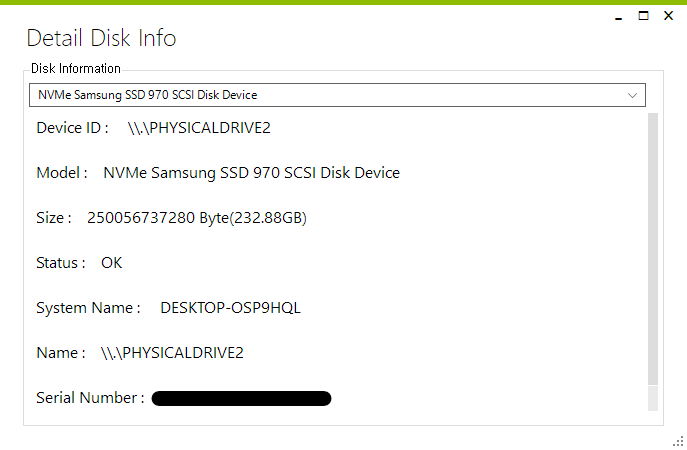 Detail Disk Info
Disk Information
NVMe Samsung SSD 970 SCSI Disk Device
Device ID : \\.\PHYSICALDRIVE2
Model : NVMe Samsung SSD 970 SCSI Disk Device
Size : 250056737280 Byte(232.88GB)
Status : OK
System Name : DESKTOP-OSP9HQL
Name : \\.\PHYSICALDRIVE2
Serial Number :